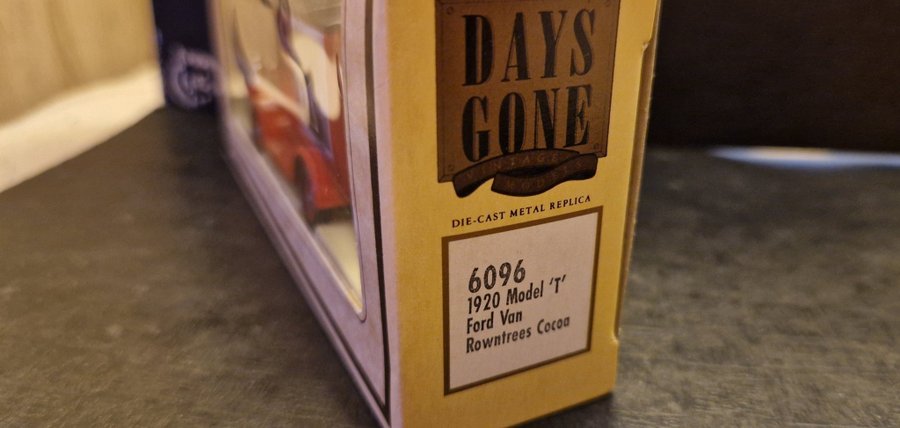 DAYS
GONE
VINTAGE
MODELS
DIE-CAST METAL REPLICA
6096
1920 Model 'T'
Ford Van
Rowntrees Cocoa